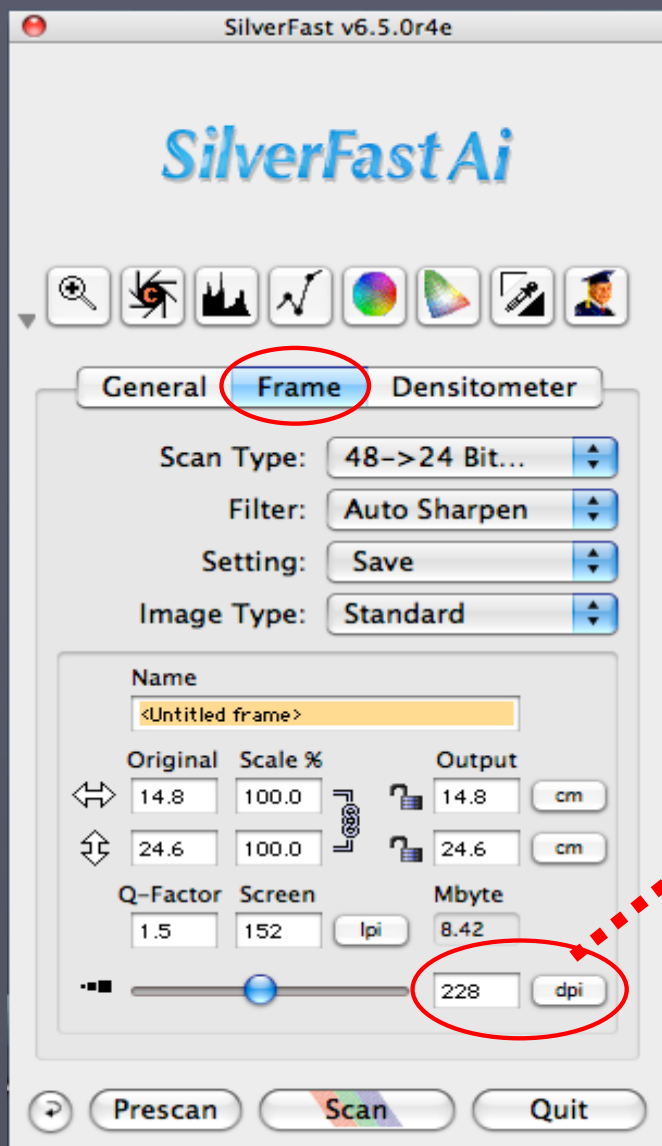 SilverFast v6.5.0r4e
SilverFast Ai
C
General Frame Densitometer
Scan Type: 48->24 Bit...
Filter: Auto Sharpen
Setting: Save
Image Type: Standard
Name
<Untitled frame>
Original Scale % Output
14.8 100.0 14.8 cm
24.6 100.0 24.6 cm
Q-Factor Screen Mbyte
1.5 152 lpi 8.42
228 dpi
Prescan Scan Quit